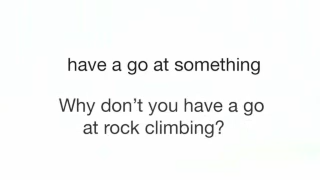 have a go at something
Why don’t you have a go
at rock climbing?